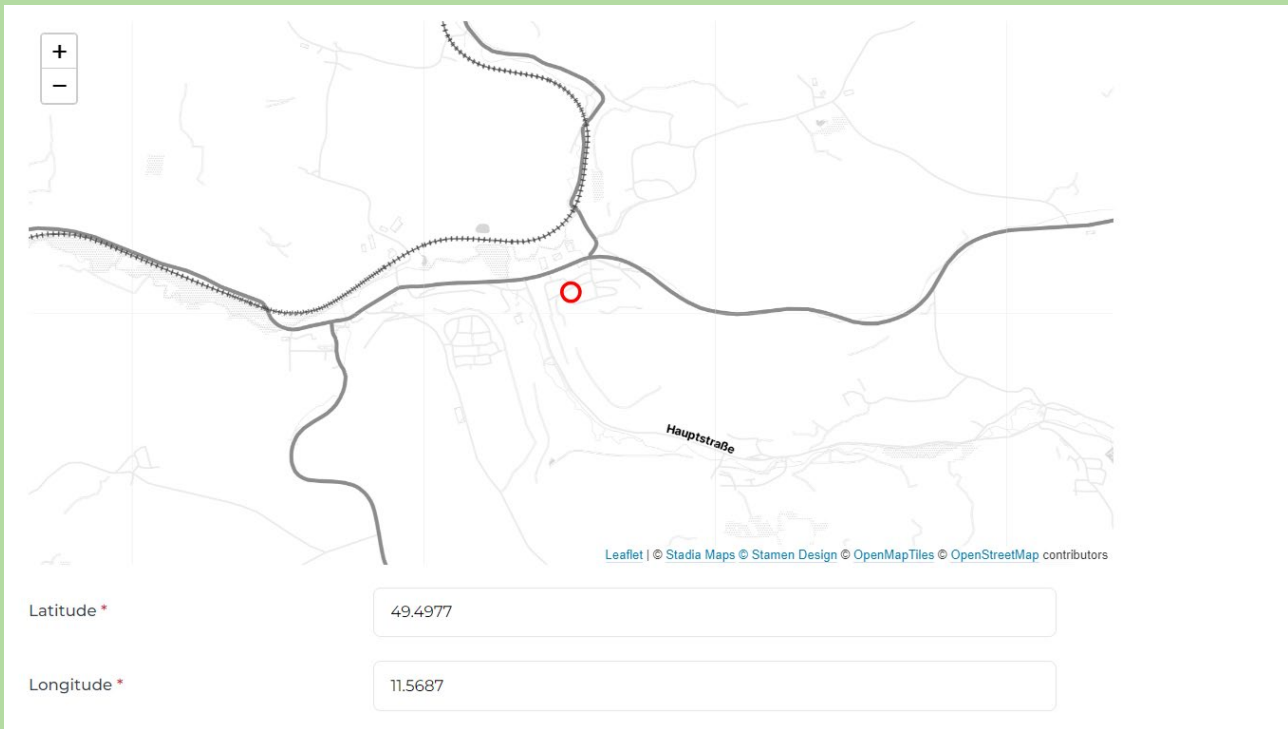 +
−
Hauptstraße
Leaflet | © Stadia Maps © Stamen Design © OpenMapTiles © OpenStreetMap contributors
Latitude * 49.4977
Longitude * 11.5687